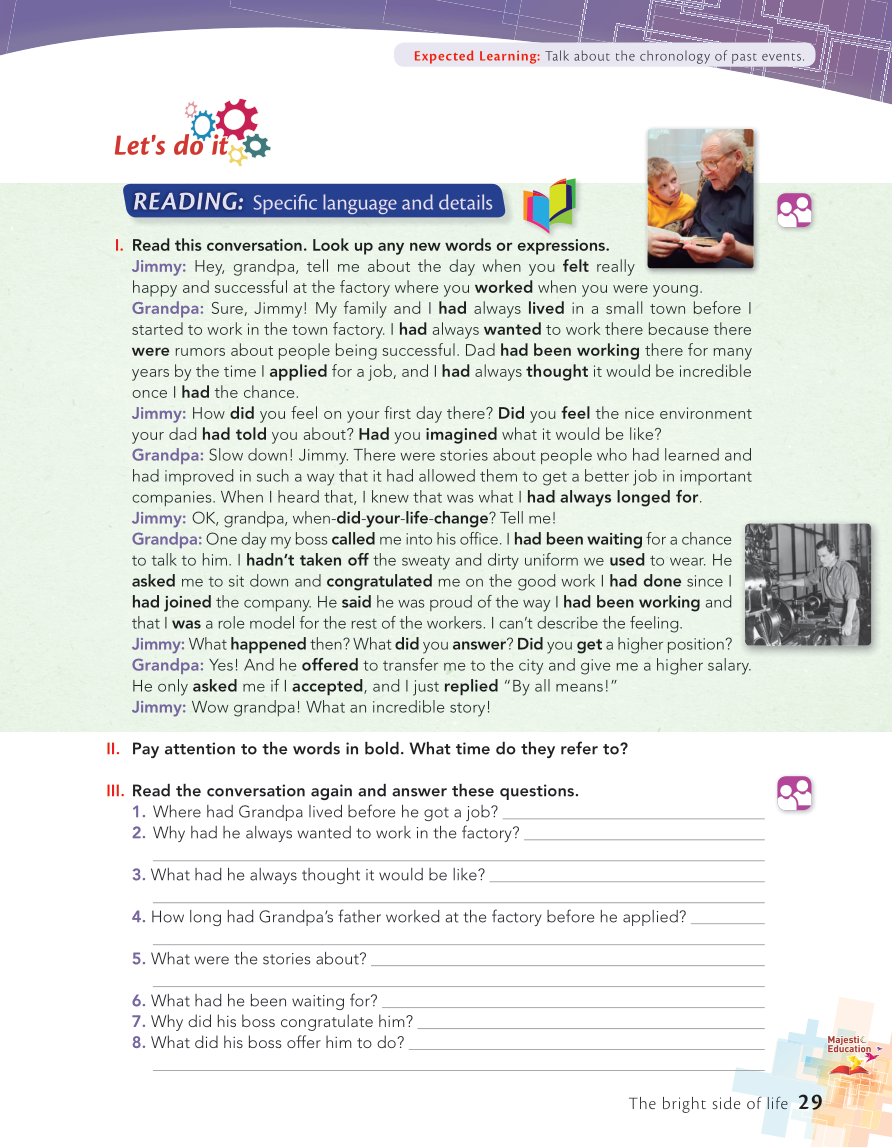 Expected Learning: Talk about the chronology of past events.
Let's do it
READING: Specific language and details
I. Read this conversation. Look up any new words or expressions.
Jimmy: Hey, grandpa, tell me about the day when you felt really
happy and successful at the factory where you worked when you were young.
Grandpa: Sure, Jimmy! My family and I had always lived in a small town before I
started to work in the town factory. I had always wanted to work there because there
were rumors about people being successful. Dad had been working there for many
years by the time I applied for a job, and I had always thought it would be incredible
once I had the chance.
Jimmy: How did you feel on your first day there? Did you feel the nice environment
your dad had told you about? Had you imagined what it would be like?
Grandpa: Slow down! Jimmy. There were stories about people who had learned and
had improved in such a way that it had allowed them to get a better job in important
companies. When I heard that, I knew that was what I had always longed for.
Jimmy: OK, grandpa, when-did-your-life-change? Tell me!
Grandpa: One day my boss called me into his office. I had been waiting for a chance
to talk to him. I hadn't taken off the sweaty and dirty uniform we used to wear. He
asked me to sit down and congratulated me on the good work I had done since I
had joined the company. He said he was proud of the way I had been working and
that I was a role model for the rest of the workers. I can't describe the feeling.
Jimmy: What happened then? What did you answer? Did you get a higher position?
Grandpa: Yes! And he offered to transfer me to the city and give me a higher salary.
He only asked me if I accepted, and I just replied “By all means!”
Jimmy: Wow grandpa! What an incredible story!
II. Pay attention to the words in bold. What time do they refer to?
III. Read the conversation again and answer these questions.
1. Where had Grandpa lived before he got a job?
2. Why had he always wanted to work in the factory?
3. What had he always thought it would be like?
4. How long had Grandpa's father worked at the factory before he applied?
5. What were the stories about?
6. What had he been waiting for?
7. Why did his boss congratulate him?
8. What did his boss offer him to do?
Majestic
Education
The bright side of life 29